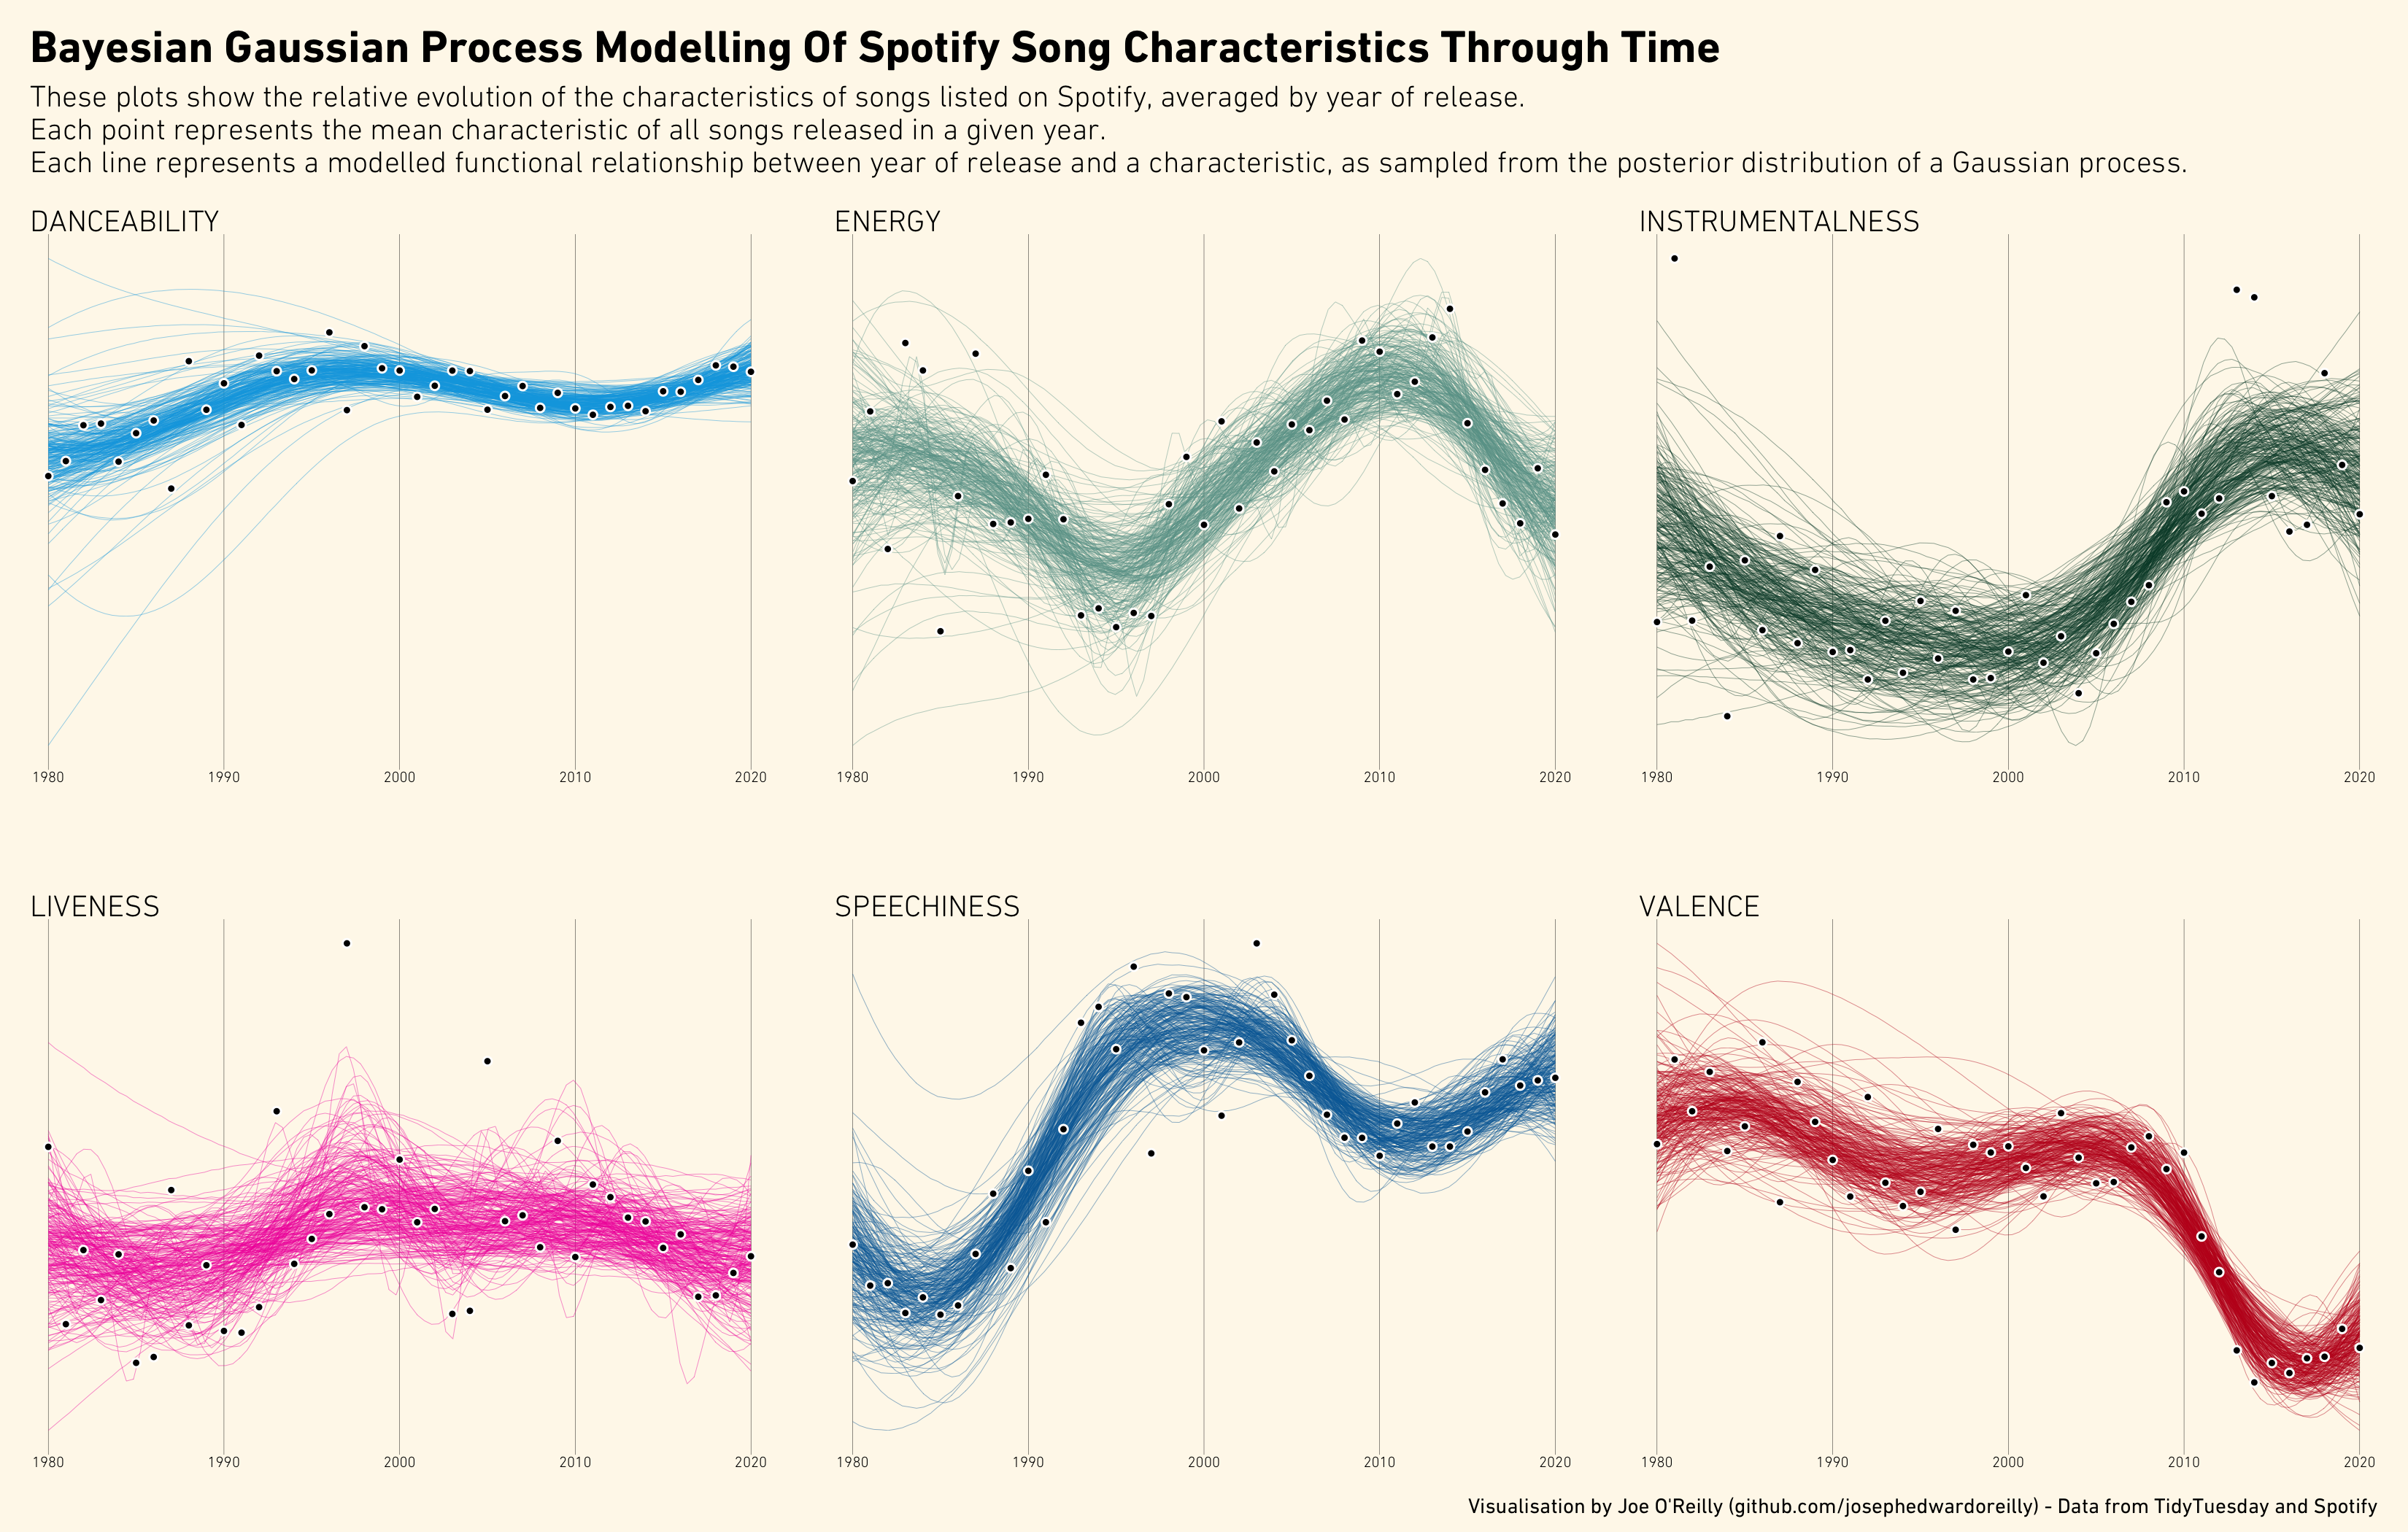 Bayesian Gaussian Process Modelling Of Spotify Song Characteristics Through Time
These plots show the relative evolution of the characteristics of songs listed on Spotify, averaged by year of release.
Each point represents the mean characteristic of all songs released in a given year.
Each line represents a modelled functional relationship between year of release and a characteristic, as sampled from the posterior distribution of a Gaussian process.
DANCEABILITY
1980 1990 2000 2010 2020
ENERGY
1980 1990 2000 2010 2020
INSTRUMENTALNESS
1980 1990 2000 2010 2020
LIVENESS
1980 1990 2000 2010 2020
SPEECHINESS
1980 1990 2000 2010 2020
VALENCE
1980 1990 2000 2010 2020
Visualisation by Joe O'Reilly (github.com/josephedwardoreilly) - Data from TidyTuesday and Spotify